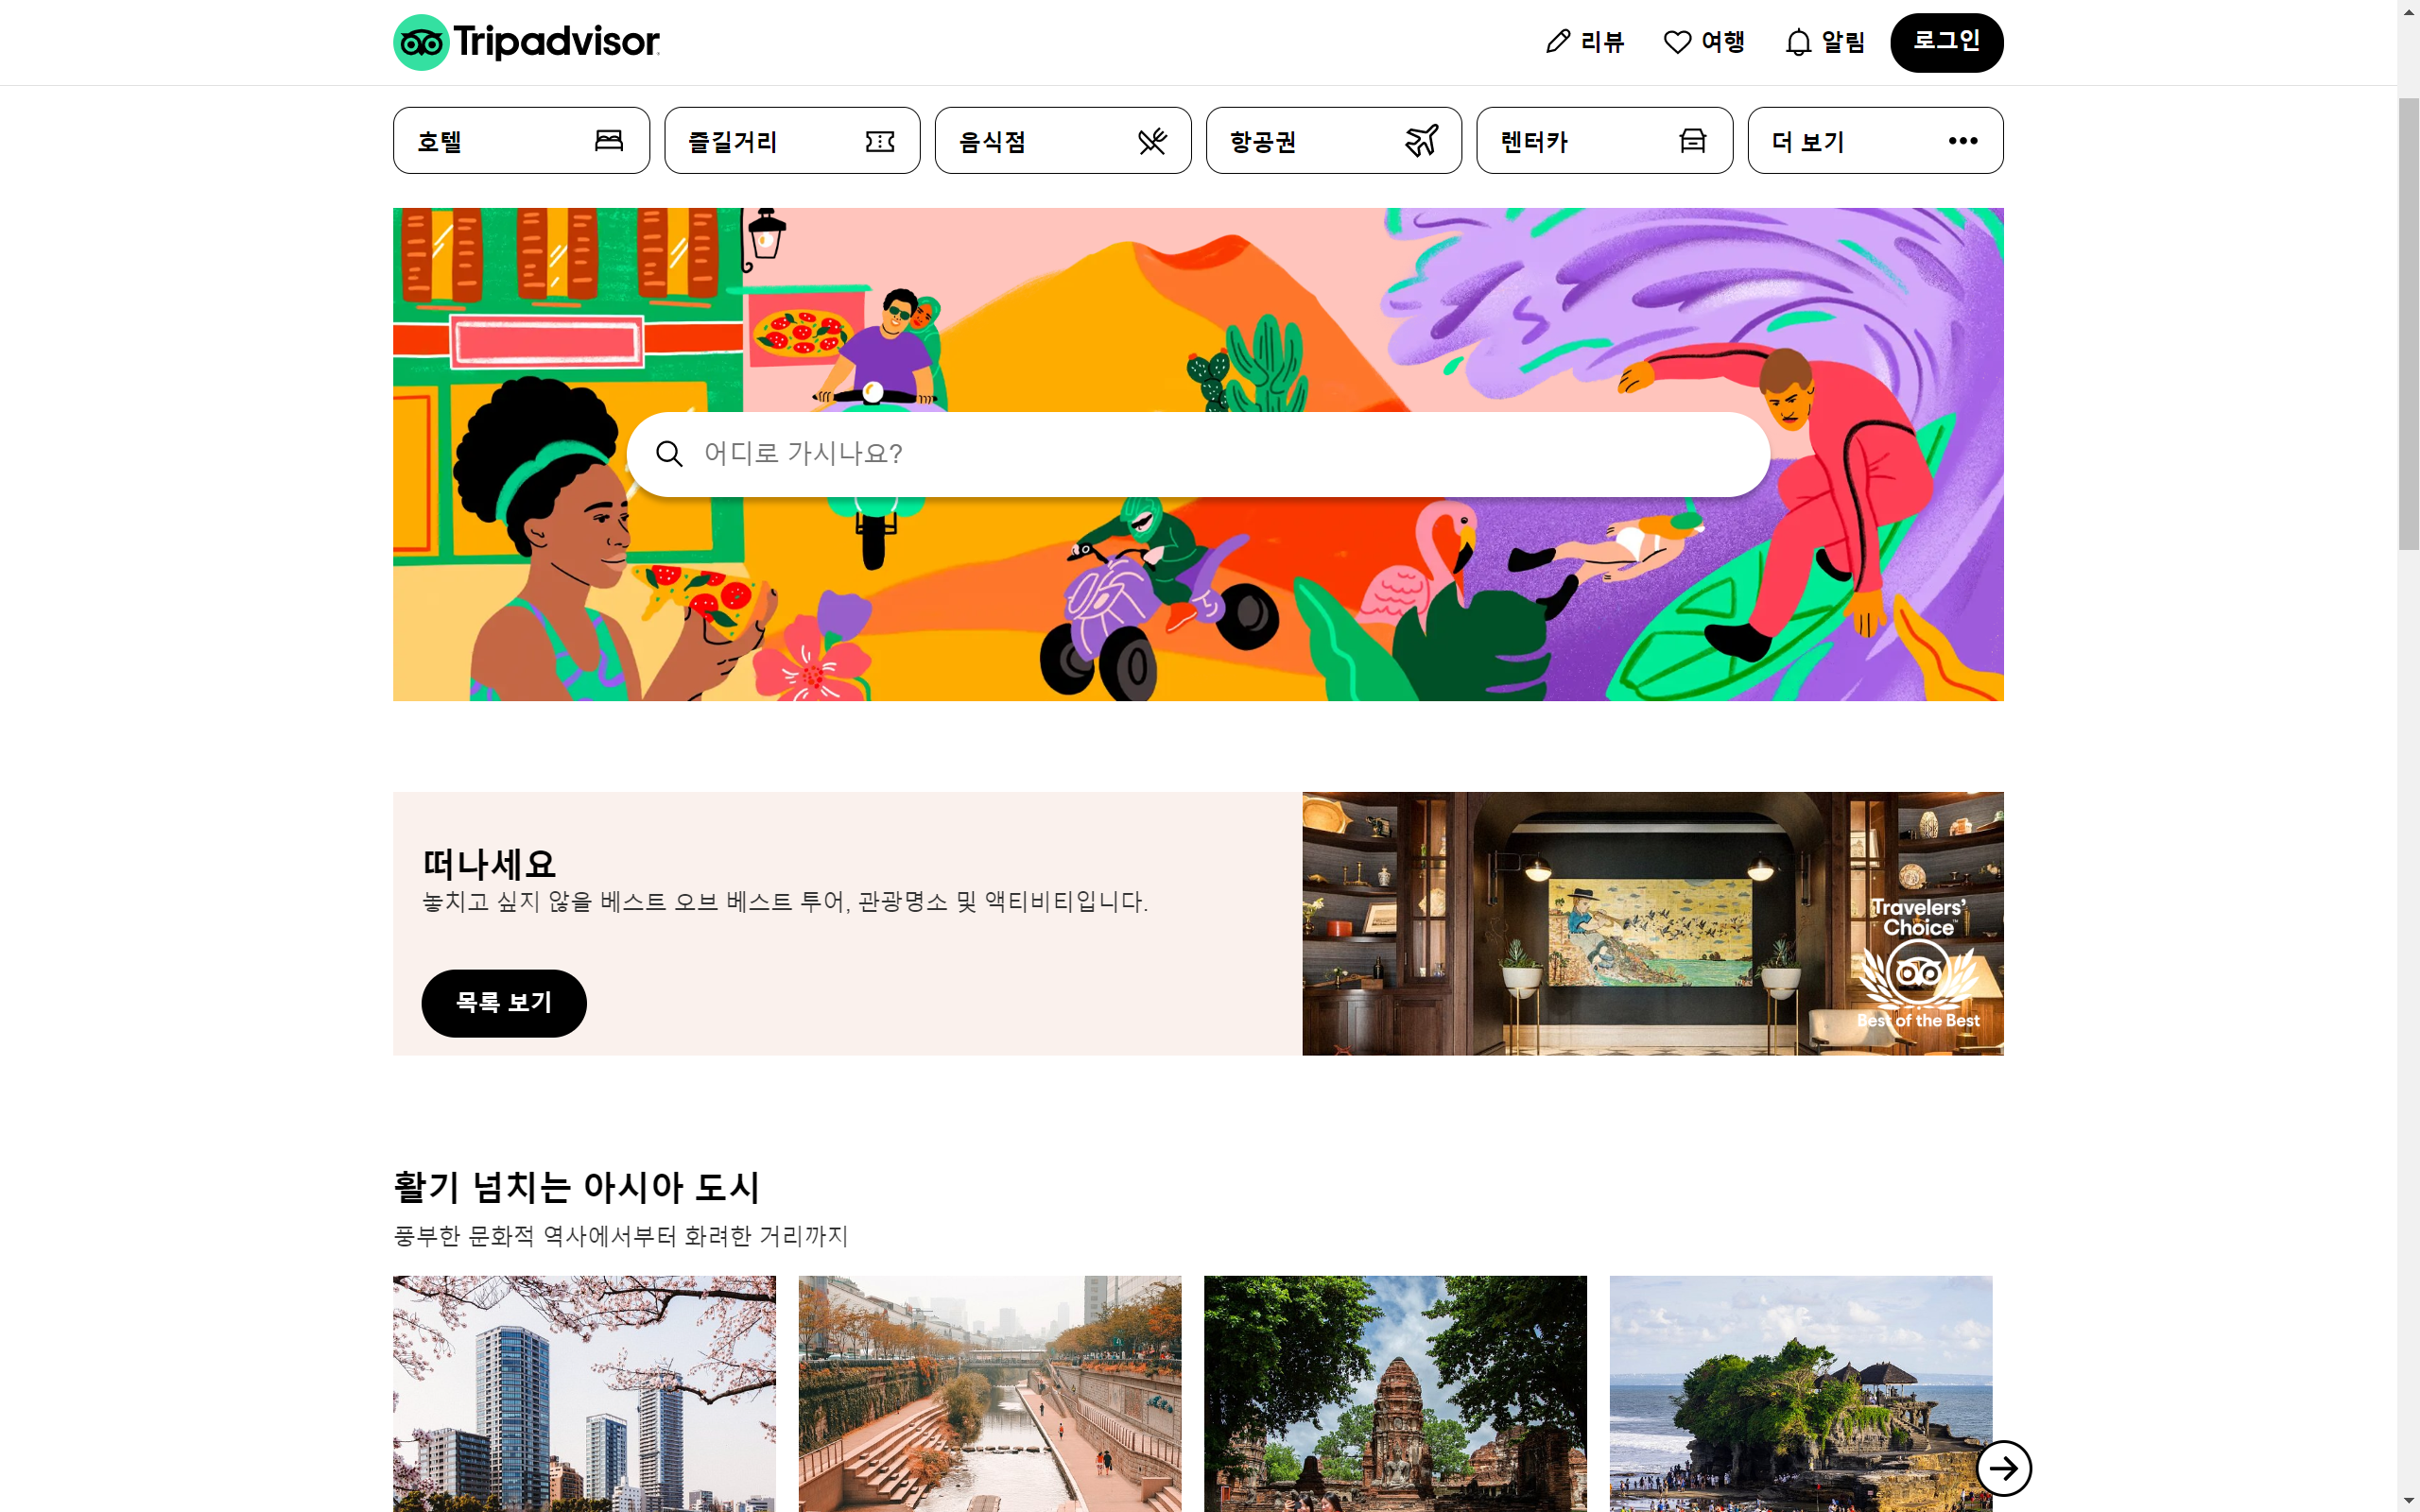 Tripadvisor
리뷰
여행
알림
로그인
호텔
즐길거리
음식점
항공권
렌터카
더 보기
어디로 가시나요?
떠나세요
놓치고 싶지 않을 베스트 오브 베스트 투어, 관광명소 및 액티비티입니다.
목록 보기
Travelers'
Choice
Best of the Best
활기 넘치는 아시아 도시
풍부한 문화적 역사에서부터 화려한 거리까지